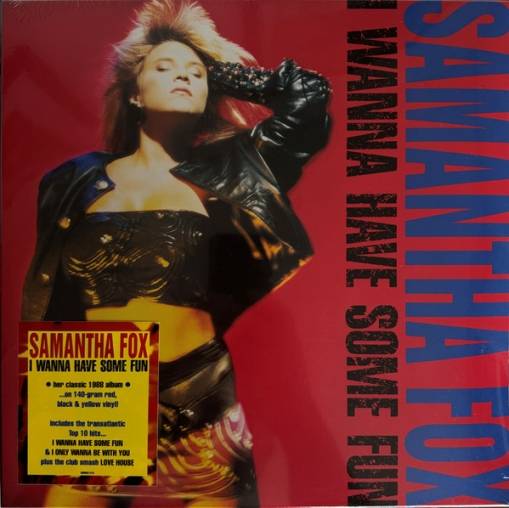 SAMANTHA FOX
I WANNA HAVE SOME FUN
SAMANTHA FOX
I WANNA HAVE SOME FUN
● her classic 1988 album ●
...on 140-gram red,
black & yellow vinyl!
includes the transatlantic
Top 10 hits...
I WANNA HAVE SOME FUN
& I ONLY WANNA BE WITH YOU
plus the club smash LOVE HOUSE